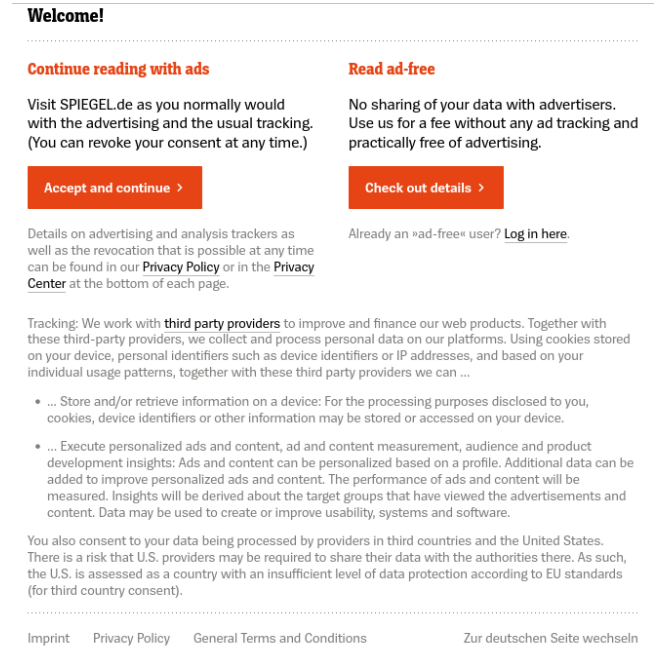 Welcome!
Continue reading with ads
Visit SPIEGEL.de as you normally would
with the advertising and the usual tracking.
(You can revoke your consent at any time.)
Accept and continue >
Details on advertising and analysis trackers as
well as the revocation that is possible at any time
can be found in our Privacy Policy or in the Privacy
Center at the bottom of each page.
Read ad-free
No sharing of your data with advertisers.
Use us for a fee without any ad tracking and
practically free of advertising.
Check out details >
Already an »ad-free« user? Log in here.
Tracking: We work with third party providers to improve and finance our web products. Together with
these third-party providers, we collect and process personal data on our platforms. Using cookies stored
on your device, personal identifiers such as device identifiers or IP addresses, and based on your
individual usage patterns, together with these third party providers we can ...
• ... Store and/or retrieve information on a device: For the processing purposes disclosed to you,
cookies, device identifiers or other information may be stored or accessed on your device.
• ... Execute personalized ads and content, ad and content measurement, audience and product
development insights: Ads and content can be personalized based on a profile. Additional data can be
added to improve personalized ads and content. The performance of ads and content will be
measured. Insights will be derived about the target groups that have viewed the advertisements and
content. Data may be used to create or improve usability, systems and software.
You also consent to your data being processed by providers in third countries and the United States.
There is a risk that U.S. providers may be required to share their data with the authorities there. As such,
the U.S. is assessed as a country with an insufficient level of data protection according to EU standards
(for third country consent).
Imprint Privacy Policy General Terms and Conditions Zur deutschen Seite wechseln